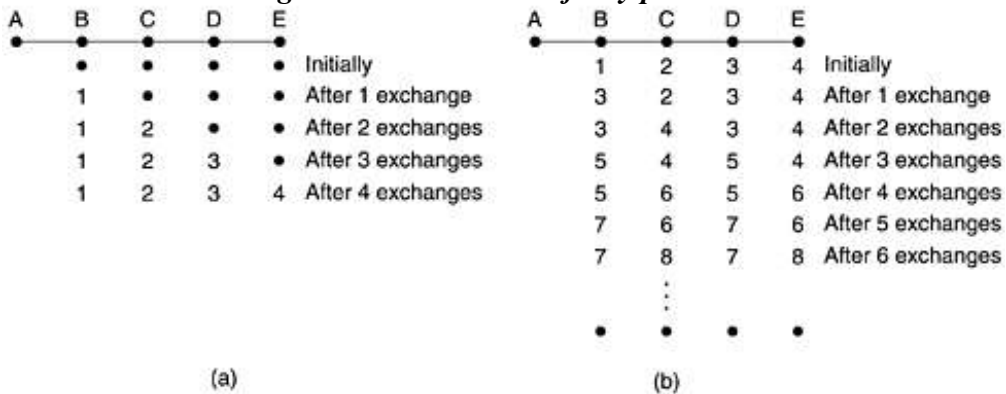 A B C D E
Initially
1 After 1 exchange
1 2 After 2 exchanges
1 2 3 After 3 exchanges
1 2 3 4 After 4 exchanges
(a)
A B C D E
1 2 3 4 Initially
3 2 3 4 After 1 exchange
3 4 3 4 After 2 exchanges
5 4 5 4 After 3 exchanges
5 6 5 6 After 4 exchanges
7 6 7 6 After 5 exchanges
7 8 7 8 After 6 exchanges
(b)